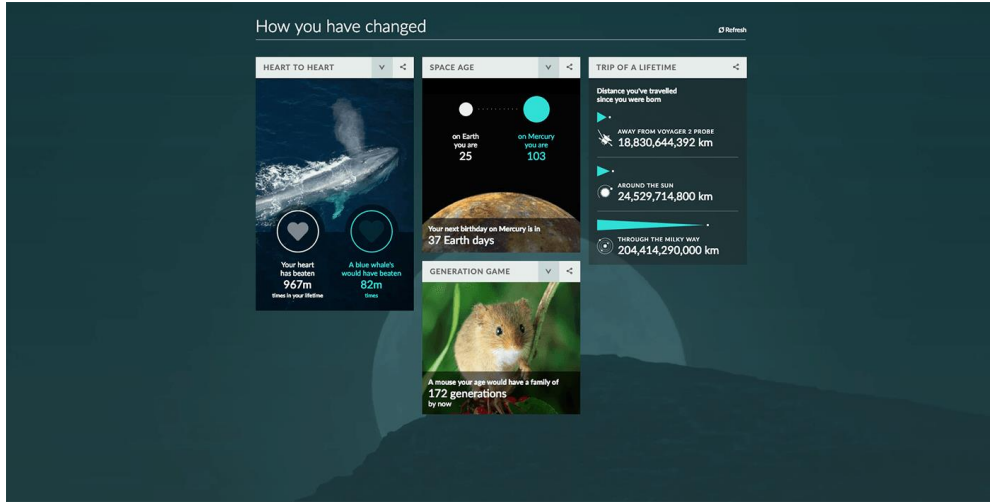 How you have changed
Refresh
HEART TO HEART
Your heart
has beaten
967m
times in your lifetime
A blue whale's
would have beaten
82m
times
SPACE AGE
on Earth
you are
25
on Mercury
you are
103
Your next birthday on Mercury is in
37 Earth days
GENERATION GAME
A mouse your age would have a family of
172 generations
by now
TRIP OF A LIFETIME
Distance you've travelled
since you were born
AWAY FROM VOYAGER 2 PROBE
18,830,644,392 km
AROUND THE SUN
24,529,714,800 km
THROUGH THE MILKY WAY
204,414,290,000 km